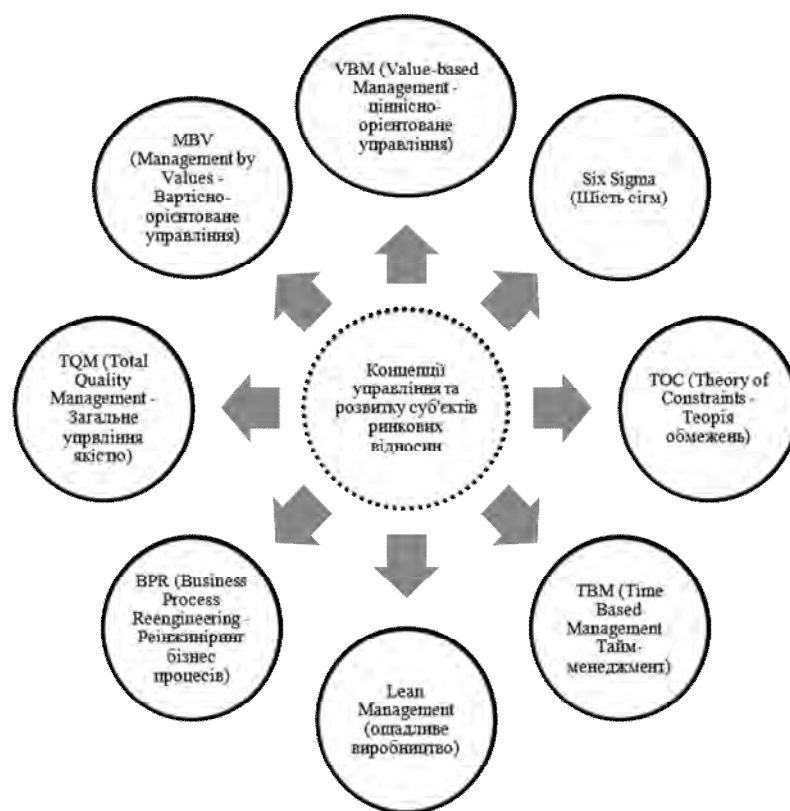 VBM (Value-based
Management -
ціннісно-
орієнтоване
управління)
Six Sigma
(Шість сігм)
TOC (Theory of
Constraints -
Теорія
обмежень)
TBM (Time
Based
Management
Тайм-
менеджмент)
Lean
Management
(ощадливе
виробництво)
BPR (Business
Process
Reengineering -
Реінжиніринг
бізнес
процесів)
TQM (Total
Quality
Management -
Загальне
упрвління
якістю)
MBV
(Management by
Values -
Вартісно-
орієнтоване
управління)
Концепції
управління та
розвитку суб'єктів
ринкових
відносин